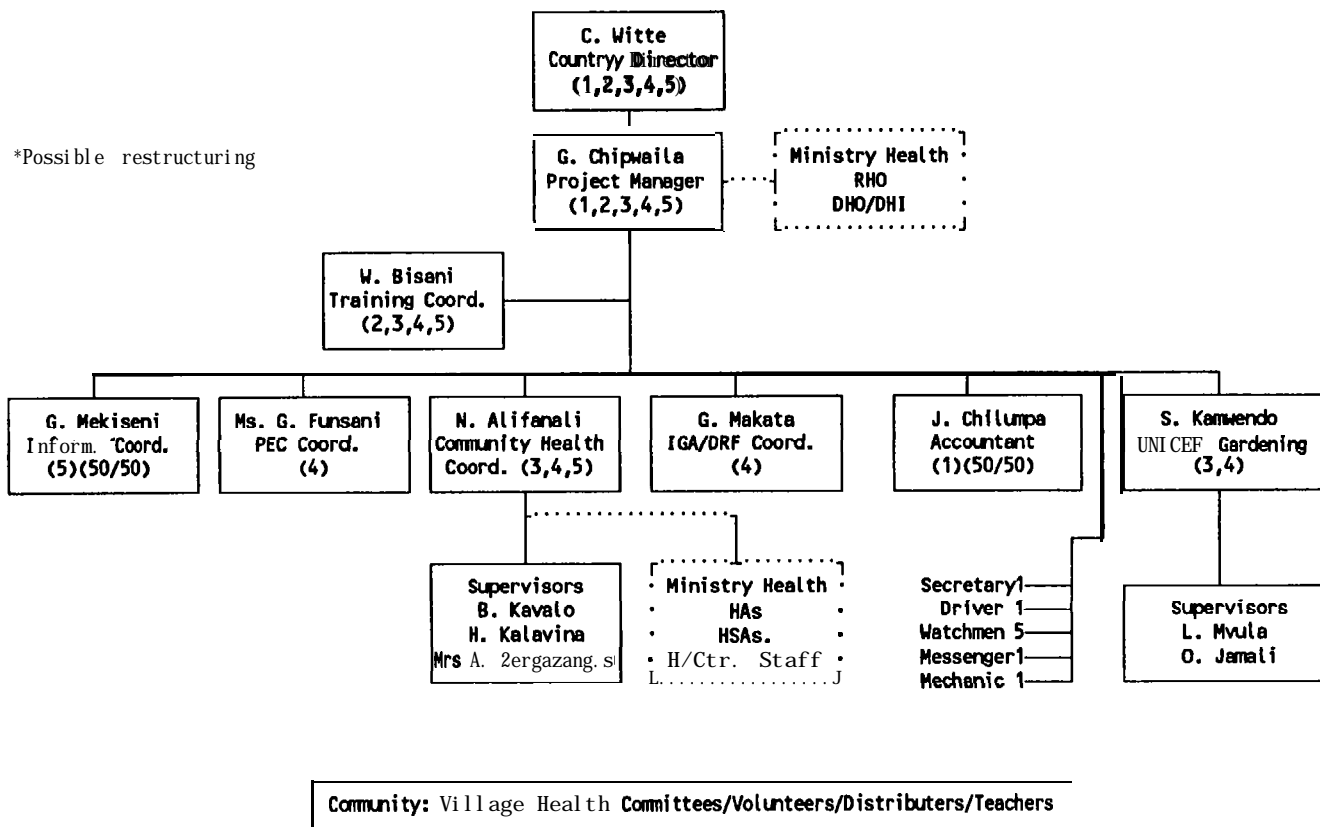 C. Witte
Countryy Director
(1,2,3,4,5)
*Possible restructuring
G. Chipwaila
Project Manager
(1,2,3,4,5)
Ministry Health
RHO
DHO/DHI
W. Bisani
Training Coord.
(2,3,4,5)
G. Mekiseni
Inform. Coord.
(5)(50/50)
Ms. G. Funsani
PEC Coord.
(4)
N. Alifanali
Community Health
Coord. (3,4,5)
G. Makata
IGA/DRF Coord.
(4)
J. Chilumpa
Accountant
(1)(50/50)
S. Kamwendo
UNICEF Gardening
(3,4)
Supervisors
B. Kavalo
H. Kalavina
Mrs A.
Ministry Health
HAs
HSAs.
H/Ctr. Staff
Secretary1
Driver 1
Watchmen 5
Messenger1
Mechanic 1
Supervisors
L. Mvula
O. Jamali
Community: Village Health Committees/Volunteers/Distributers/Teachers